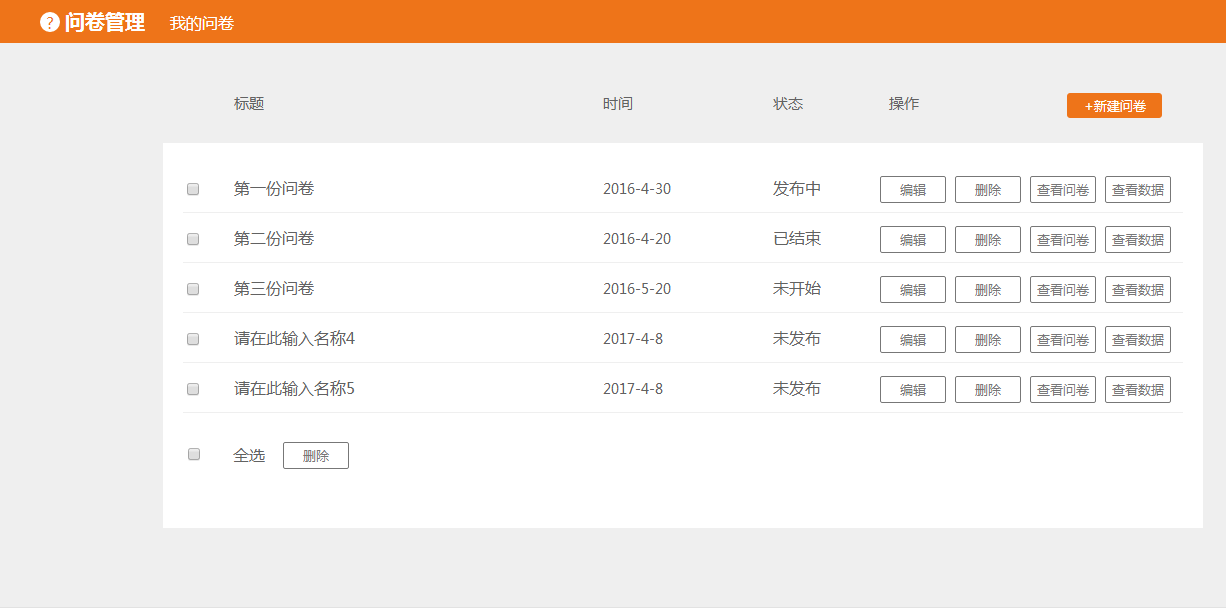 ? 问卷管理 我的问卷
标题 时间 状态 操作 +新建问卷
第一份问卷 2016-4-30 发布中 编辑 删除 查看问卷 查看数据
第二份问卷 2016-4-20 已结束 编辑 删除 查看问卷 查看数据
第三份问卷 2016-5-20 未开始 编辑 删除 查看问卷 查看数据
请在此输入名称4 2017-4-8 未发布 编辑 删除 查看问卷 查看数据
请在此输入名称5 2017-4-8 未发布 编辑 删除 查看问卷 查看数据
全选 删除